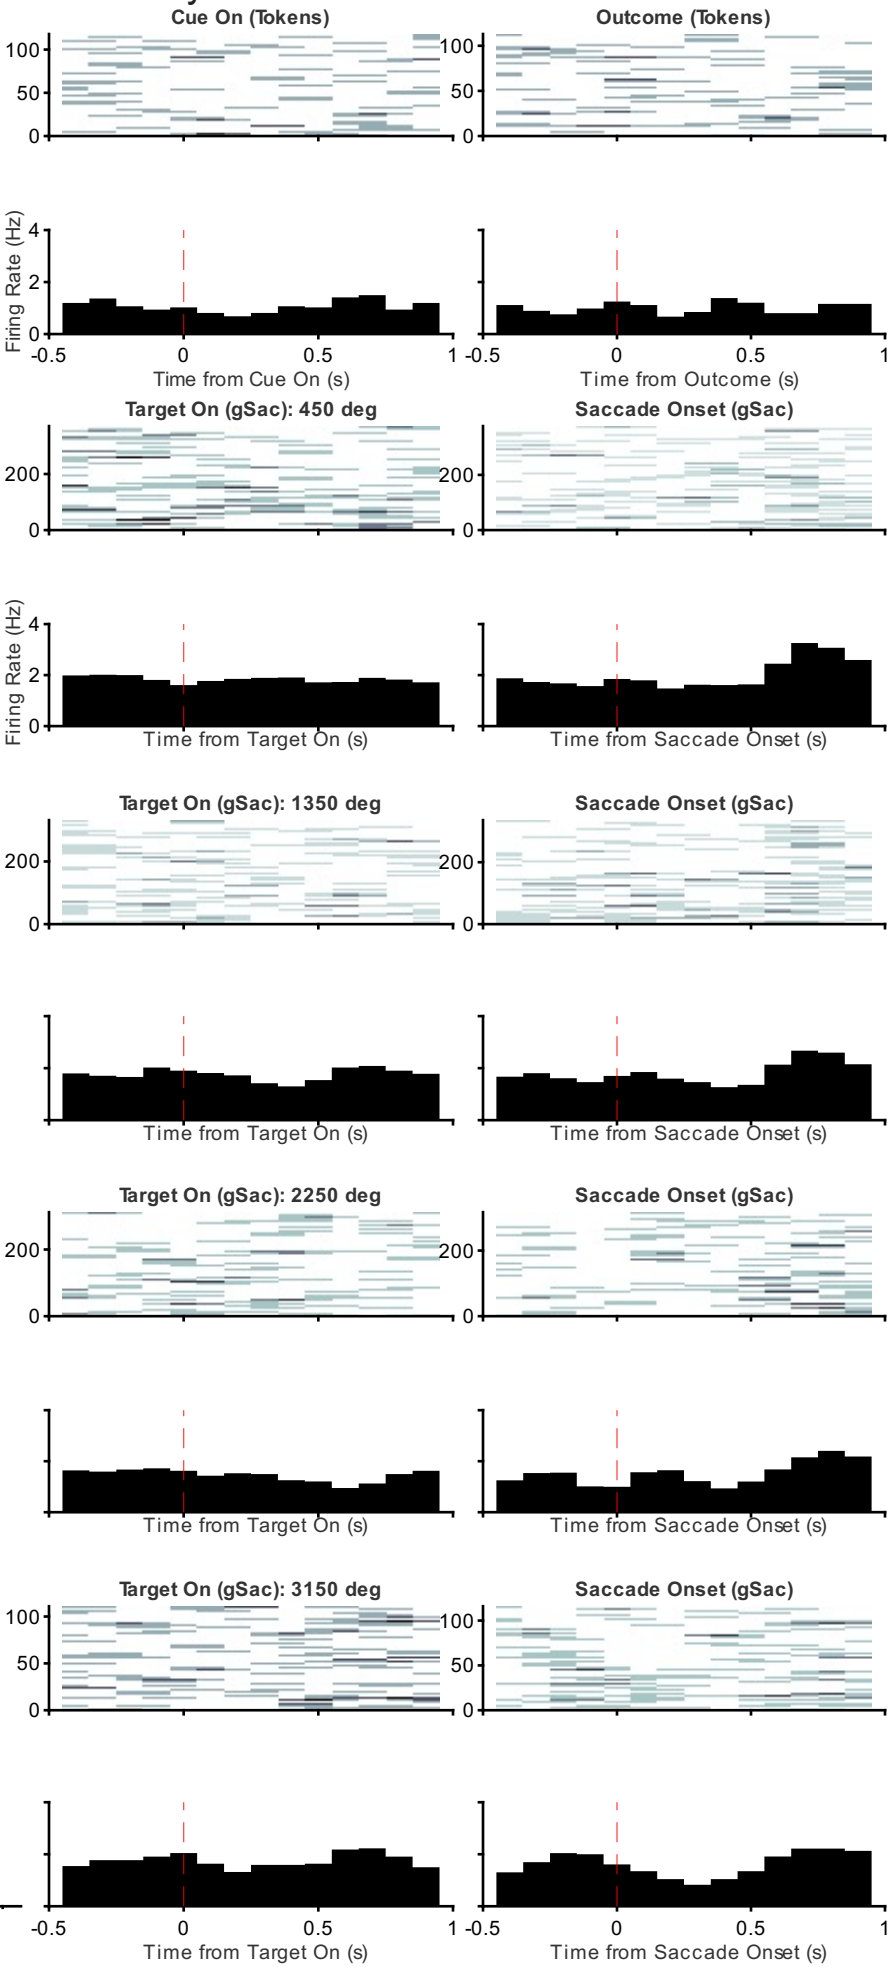 Cue On (Tokens)
Outcome (Tokens)
100
50
0
100
50
0
Firing Rate (Hz)
4
2
0
-0.5 0 0.5 1
-0.5 0 0.5 1
Time from Cue On (s)
Time from Outcome (s)
Target On (gSac): 450 deg
Saccade Onset (gSac)
200
0
200
0
Firing Rate (Hz)
4
2
0
Time from Target On (s)
Time from Saccade Onset (s)
Target On (gSac): 1350 deg
Saccade Onset (gSac)
200
0
200
0
Time from Target On (s)
Time from Saccade Onset (s)
Target On (gSac): 2250 deg
Saccade Onset (gSac)
200
0
200
0
Time from Target On (s)
Time from Saccade Onset (s)
Target On (gSac): 3150 deg
Saccade Onset (gSac)
100
50
0
100
50
0
-0.5 0 0.5 1
-0.5 0 0.5 1
Time from Target On (s)
Time from Saccade Onset (s)